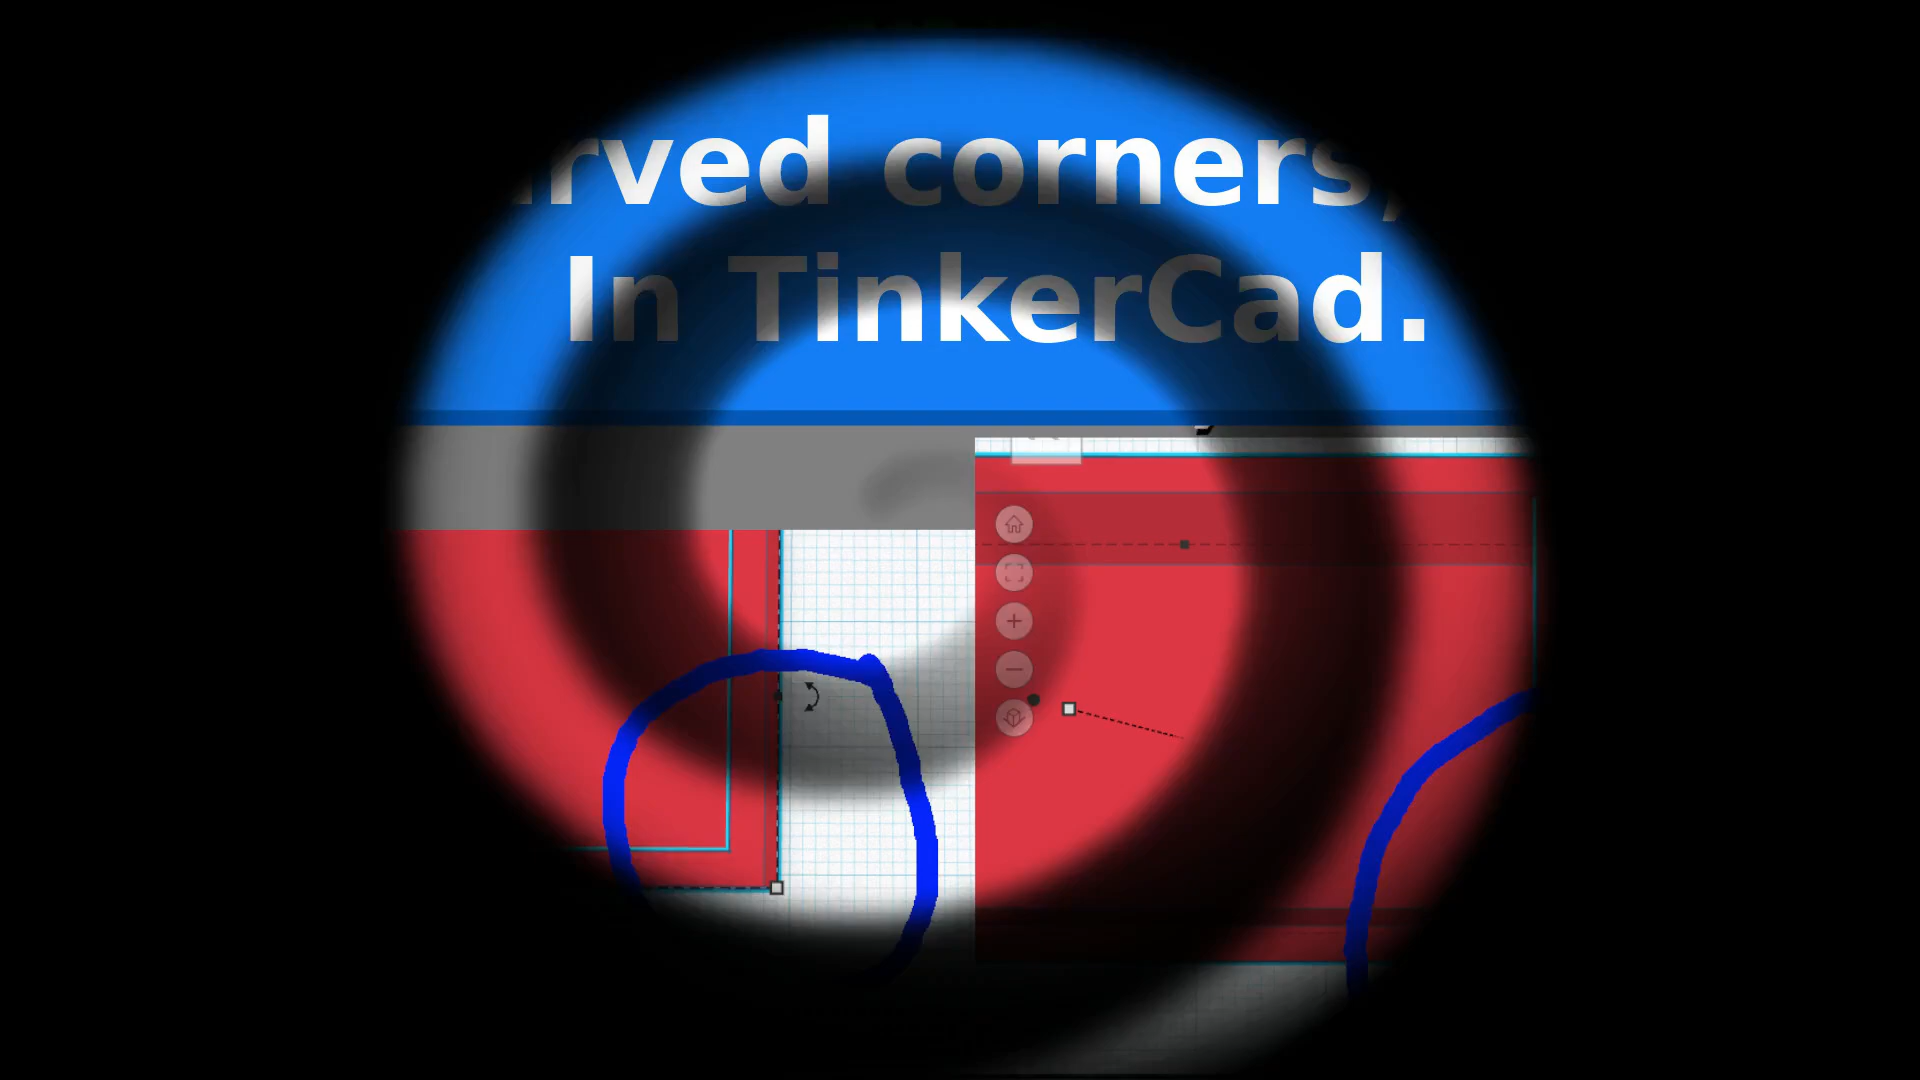 rved corners,
In TinkerCad.